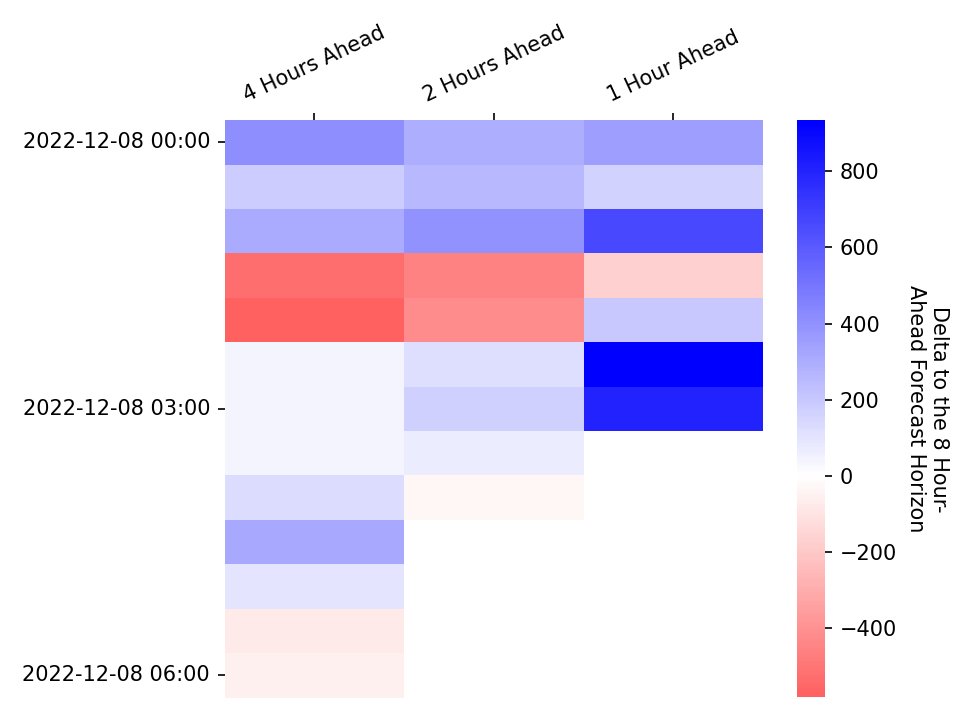 4 Hours Ahead
2 Hours Ahead
1 Hour Ahead
2022-12-08 00:00
2022-12-08 03:00
2022-12-08 06:00
800
600
400
200
0
−200
−400
Delta to the 8 Hour-
Ahead Forecast Horizon